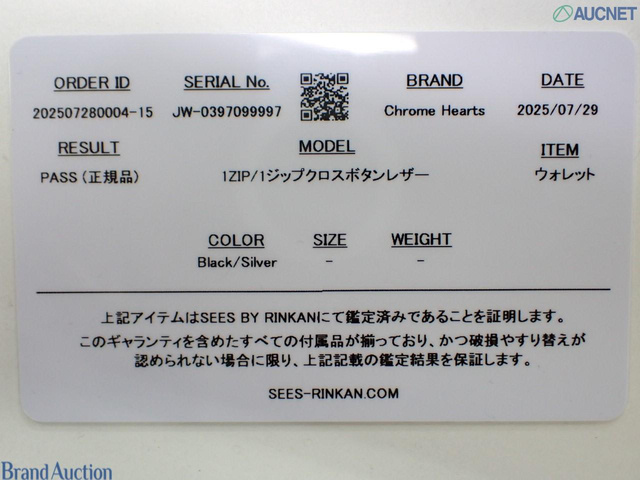 AUCNET
ORDER ID SERIAL No. BRAND DATE
202507280004-15 JW-0397099997 Chrome Hearts 2025/07/29
RESULT MODEL ITEM
PASS (正規品) 1ZIP/1ジップクロスボタンレザー ウォレット
COLOR SIZE WEIGHT
Black/Silver - -
上記アイテムはSEES BY RINKANにて鑑定済みであることを証明します。
このギャランティを含めたすべての付属品が揃っており、かつ破損やすり替えが
認められない場合に限り、上記記載の鑑定結果を保証します。
SEES-RINKAN.COM
Brand Auction